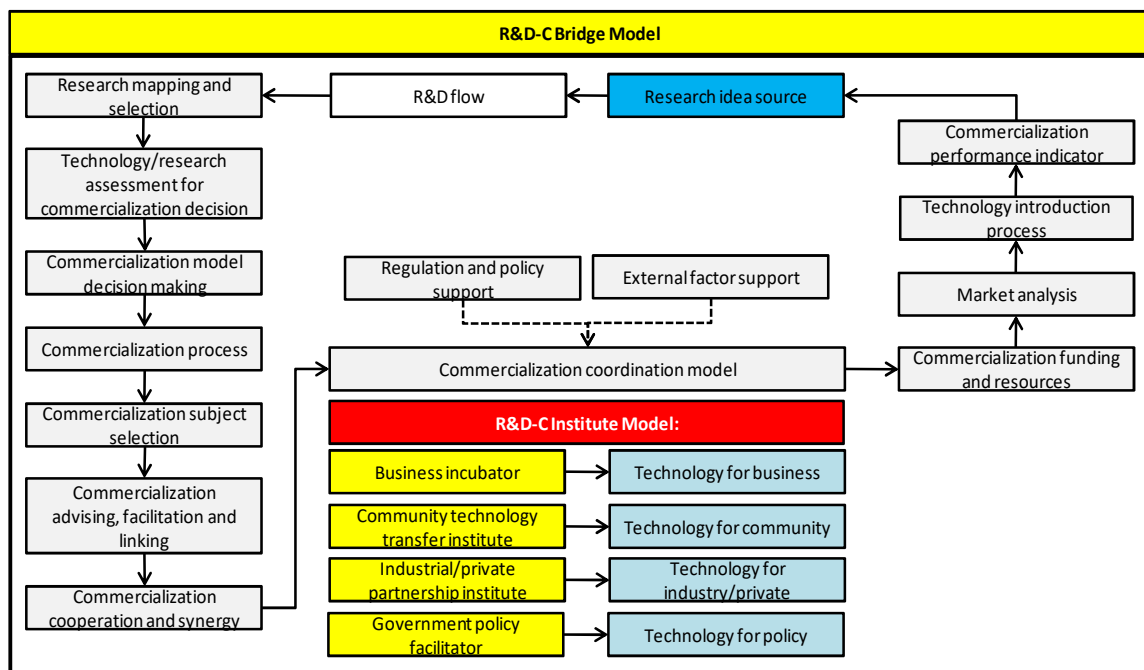 R&D-C Bridge Model
Research mapping and
selection
R&D flow
Research idea source
Commercialization
performance indicator
Technology/research
assessment for
commercialization decision
Technology introduction
process
Commercialization model
decision making
Regulation and policy
support
External factor support
Market analysis
Commercialization process
Commercialization coordination model
Commercialization funding
and resources
Commercialization subject
selection
R&D-C Institute Model:
Business incubator
Technology for business
Commercialization
advising, facilitation and
linking
Community technology
transfer institute
Technology for community
Industrial/private
partnership institute
Technology for
industry/private
Commercialization
cooperation and synergy
Government policy
facilitator
Technology for policy